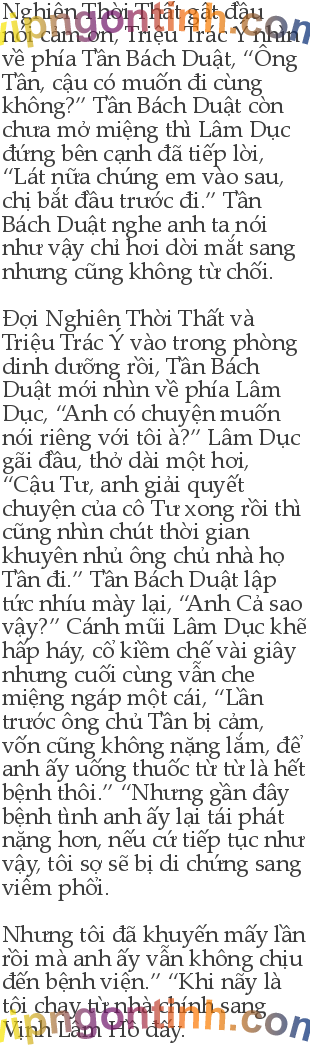 Nghiên Thời Thất gật đầu
nói cảm ơn, Triệu Trác Ý nhìn
về phía Tần Bách Duật, “Ông
Tần, cậu có muốn đi cùng
không?” Tần Bách Duật còn
chưa mở miệng thì Lâm Dục
đứng bên cạnh đã tiếp lời,
“Lát nữa chúng em vào sau,
chị bắt đầu trước đi.” Tần
Bách Duật nghe anh ta nói
như vậy chỉ hơi dời mắt sang
nhưng cũng không từ chối.
Đợi Nghiên Thời Thất và
Triệu Trác Ý vào trong phòng
dinh dưỡng rồi, Tần Bách
Duật mới nhìn về phía Lâm
Dục, “Anh có chuyện muốn
nói riêng với tôi à?” Lâm Dục
gãi đầu, thở dài một hơi,
“Cậu Tư, anh giải quyết
chuyện của cô Tư xong rồi thì
cũng nhìn chút thời gian
khuyên nhủ ông chủ nhà họ
Tần đi.” Tần Bách Duật lập
tức nhíu mày lại, “Anh Cả sao
vậy?” Cánh mũi Lâm Dục khẽ
hấp háy, cổ kiềm chế vài giây
nhưng cuối cùng vẫn che
miệng ngáp một cái, “Lần
trước ông chủ Tần bị cảm,
vốn cũng không nặng lắm, để
anh ấy uống thuốc từ từ là hết
bệnh thôi.” “Nhưng gần đây
bệnh tình anh ấy lại tái phát
nặng hơn, nếu cứ tiếp tục như
vậy, tôi sợ sẽ bị di chứng sang
viêm phổi.
Nhưng tôi đã khuyến mấy lần
rồi mà anh ấy vẫn không chịu
đến bệnh viện.” “Khi nãy là
tôi chạy từ nhà chính sang
Vịnh Lâm Hồ đấy.
vipngontinh.com
vipngontinh.com